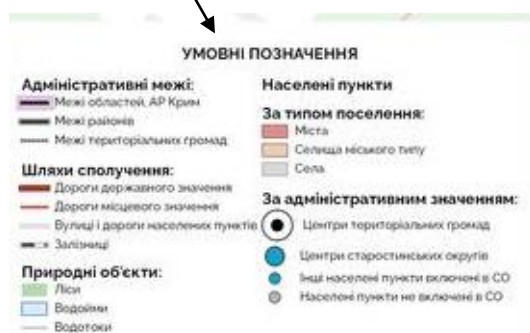 УМОВНІ ПОЗНАЧЕННЯ
Адміністративні межі:
Межі областей, АР Крим
Межі районів
Межі територіальних громад
Шляхи сполучення:
Дороги державного значення
Дороги місцевого значення
Вулиці і дороги населених пунктів
Залізниці
Природні об'єкти:
Ліси
Водойми
Водотоки
Населені пункти
За типом поселення:
Міста
Селища міського типу
Села
За адміністративним значенням:
Центри територіальних громад
Центри старостинських округів
Інші населені пункти включені в СО
Населені пункти не включені в СО